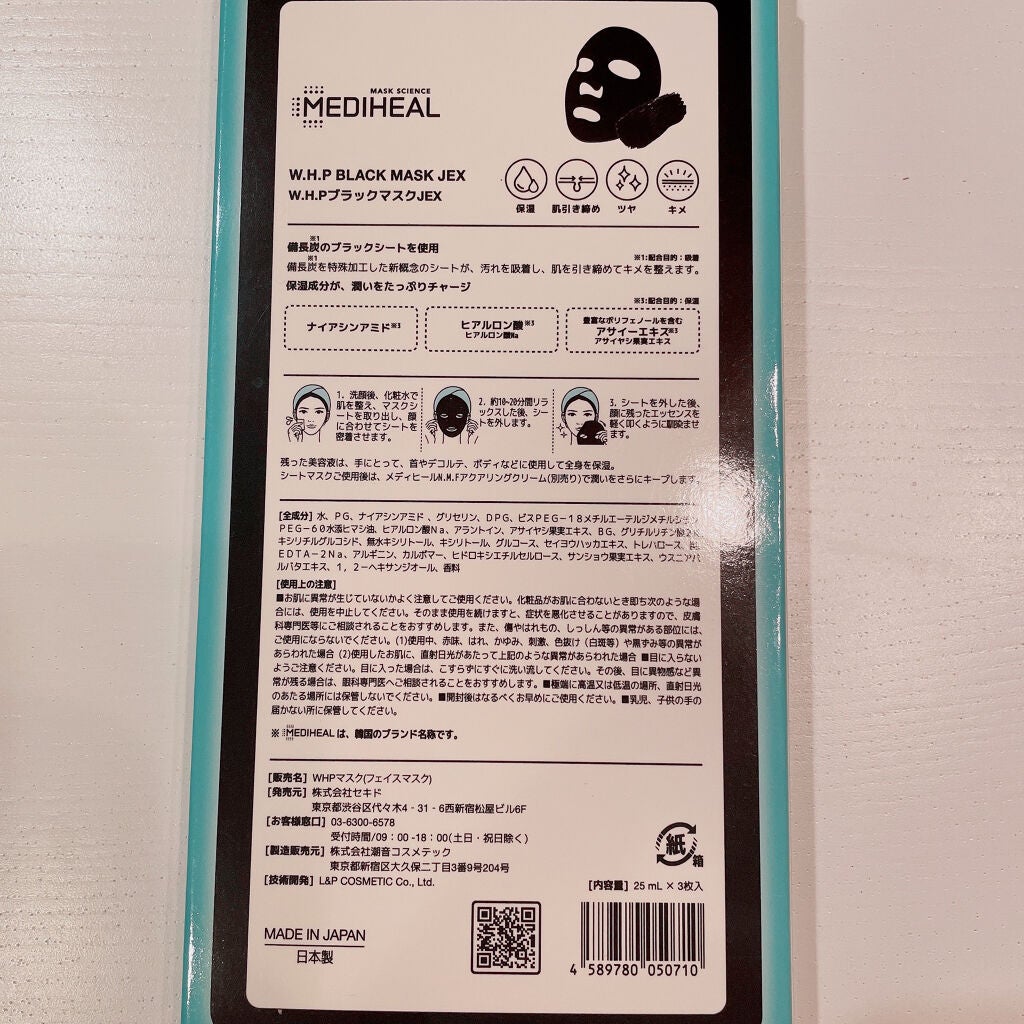 MASK SCIENCE
MEDIHEAL
W.H.P BLACK MASK JEX
W.H.PブラックマスクJEX
保湿 肌引き締め ツヤ キメ
備長炭※1のブラックシートを使用
※1:配合目的:吸着
備長炭※1を特殊加工した新概念のシートが、汚れを吸着し、肌を引き締めてキメを整えます。
保湿成分が、潤いをたっぷりチャージ
※3:配合目的:保湿
ナイアシンアミド※3
ヒアルロン酸※3
ヒアルロン酸Na
豊富なポリフェノールを含む
アサイーエキス※3
アサイヤシ果実エキス
1. 洗顔後、化粧水で
肌を整え、マスクシ
ートを取り出し、顔
に合わせてシートを
密着させます。
2. 約10~20分間リラ
ックスした後、シー
トを外します。
3. シートを外した後、
顔に残ったエッセンスを
軽く叩くように馴染ませ
ます。
残った美容液は、手にとって、首やデコルテ、ボディなどに使用して全身を保湿。
シートマスクご使用後は、メディヒールN.M.Fアクアリングクリーム(別売り)で潤いをさらにキープします。
[全成分] 水、PG、ナイアシンアミド、グリセリン、DPG、ビスPEG-18メチルエーテルジメチルシラン
PEG-60水添ヒマシ油、ヒアルロン酸Na、アラントイン、アサイヤシ果実エキス、BG、グリチルリチン酸2K
キシリチルグルコシド、無水キシリトール、キシリトール、グルコース、セイヨウハッカエキス、トレハロース、
EDTA-2Na、アルギニン、カルボマー、ヒドロキシエチルセルロース、サンショウ果実エキス、ウスニアバ
ルバタエキス、1,2-ヘキサンジオール、香料
[使用上の注意]
■お肌に異常が生じていないかよく注意してご使用ください。化粧品がお肌に合わないとき即ち次のような場
合には、使用を中止してください。そのまま使用を続けますと、症状を悪化させることがありますので、皮膚
科専門医等にご相談されることをおすすめします。また、傷やはれもの、しっしん等の異常がある部位には、
ご使用にならないでください。(1)使用中、赤味、はれ、かゆみ、刺激、色抜け(白斑等)や黒ずみ等の異常が
あらわれた場合 (2)使用したお肌に、直射日光があたって上記のような異常があらわれた場合 ■目に入らない
ようご注意ください。目に入った場合は、こすらずにすぐに洗い流してください。その後、目に異物感など異
常が残る場合は、眼科専門医へご相談されることをおすすめします。■極端に高温又は低温の場所、直射日光
のあたる場所には保管しないでください。■開封後はなるべくお早めにご使用ください。■乳児、子供の手の
届かない所に保管してください。
※ MEDIHEALは、韓国のブランド名称です。
[販売名] WHPマスク(フェイスマスク)
[発売元] 株式会社セキド
東京都渋谷区代々木4-31-6西新宿松屋ビル6F
[お客様窓口] 03-6300-6578
受付時間/09:00-18:00(土日・祝日除く)
[製造販売元] 株式会社潮音コスメテック
東京都新宿区大久保二丁目3番9号204号
[技術開発] L&P COSMETIC Co., Ltd.
紙 箱
[内容量] 25 mL × 3枚入
MADE IN JAPAN
日本製
4 589780 050710